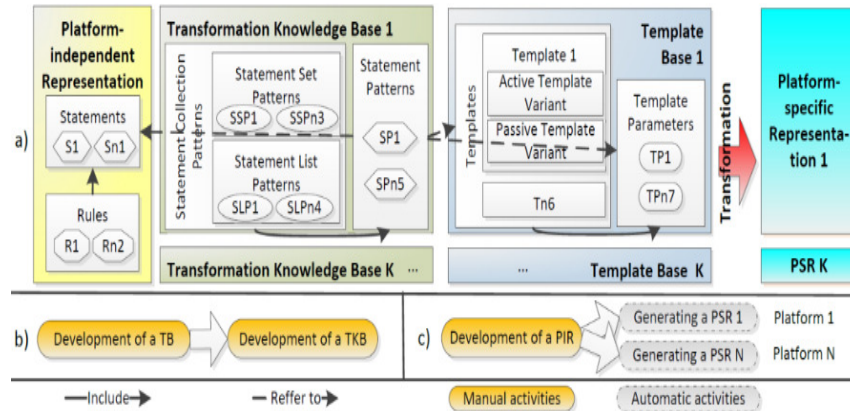 a)
Platform-
independent
Representation
Statements
S1
Sn1
Rules
R1
Rn2
Transformation Knowledge Base 1
Statement Collection
Patterns
Statement Set
Patterns
SSP1
SSPn3
Statement List
Patterns
SLP1
SLPn4
Statement
Patterns
SP1
SPn5
Transformation Knowledge Base K ...
Template
Base 1
Templates
Template 1
Active Template
Variant
Passive Template
Variant
Tn6
Template
Parameters
TP1
TPn7
... Template Base K
Transformation
Platform-
specific
Representa-
tion 1
PSR K
b)
Development of a TB
Development of a TKB
c)
Development of a PIR
Generating a PSR 1
Platform 1
Generating a PSR N
Platform N
Include
Reffer to
Manual activities
Automatic activities